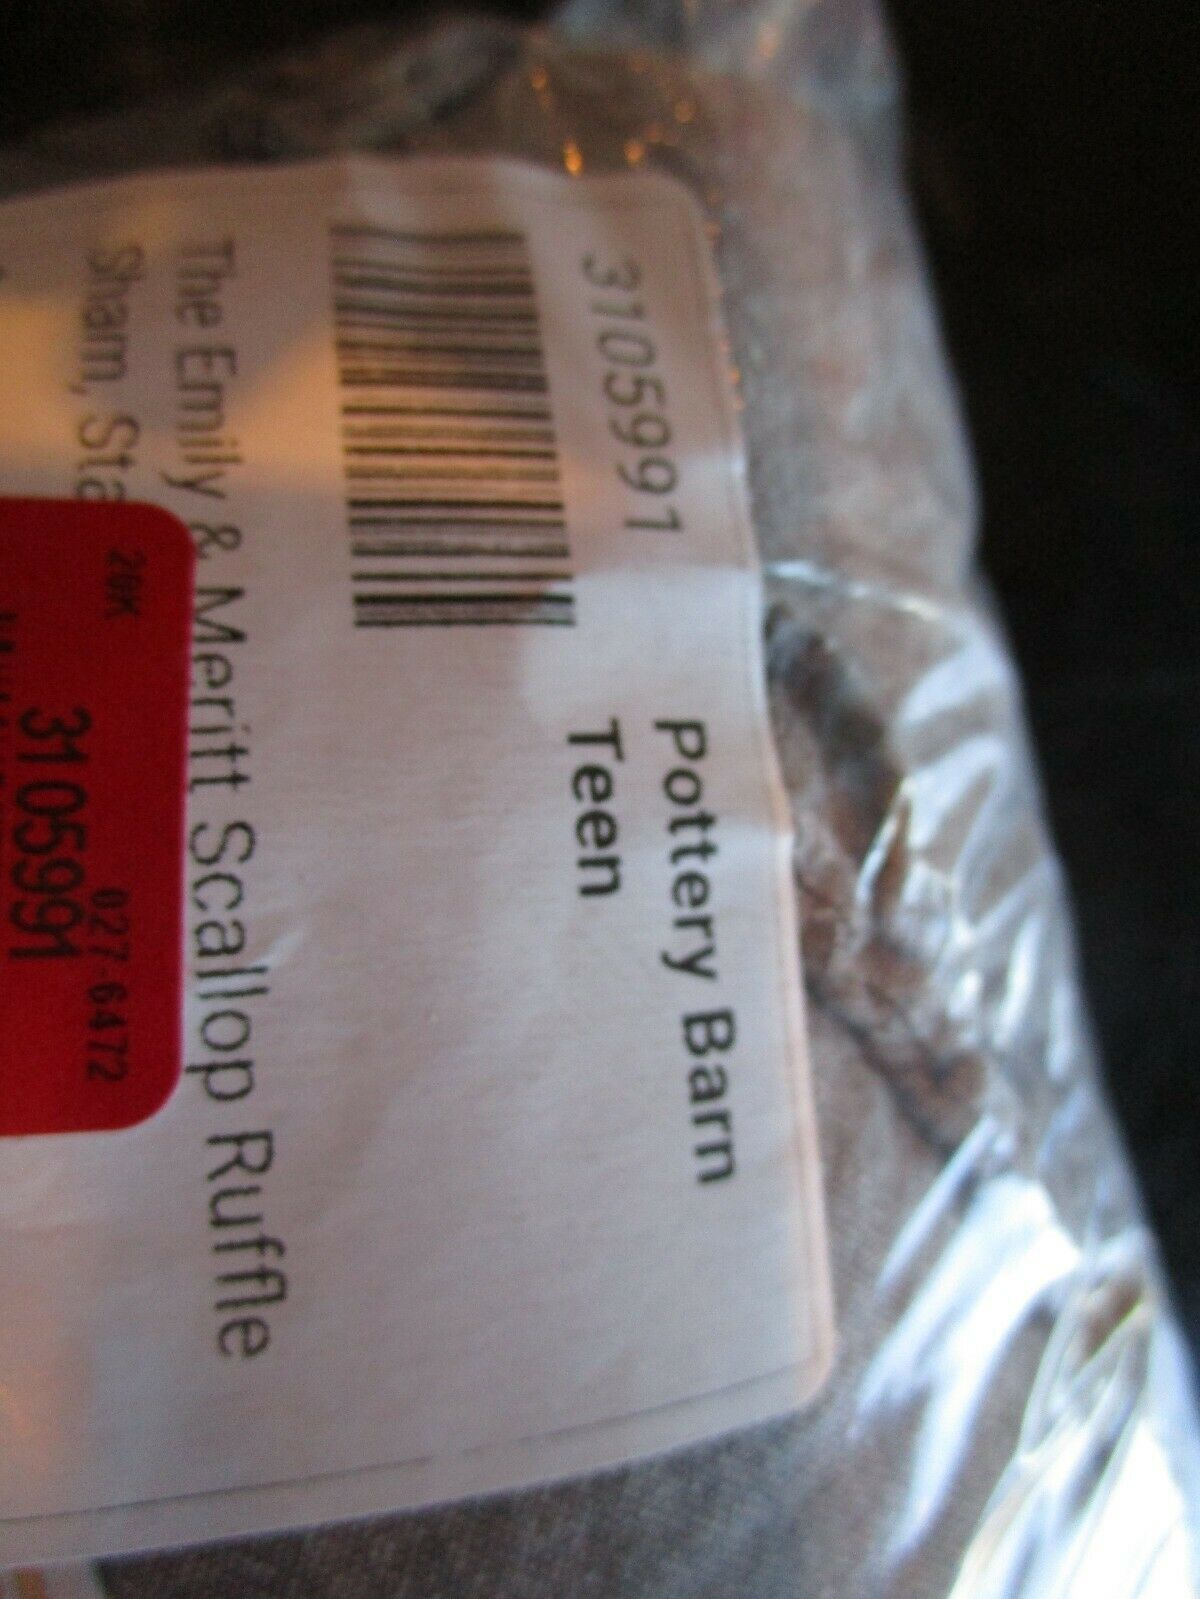 3105991
Pottery Barn
Teen
The Emily & Meritt Scallop Ruffle
Sham, Sta
20K
027-6472
3105991